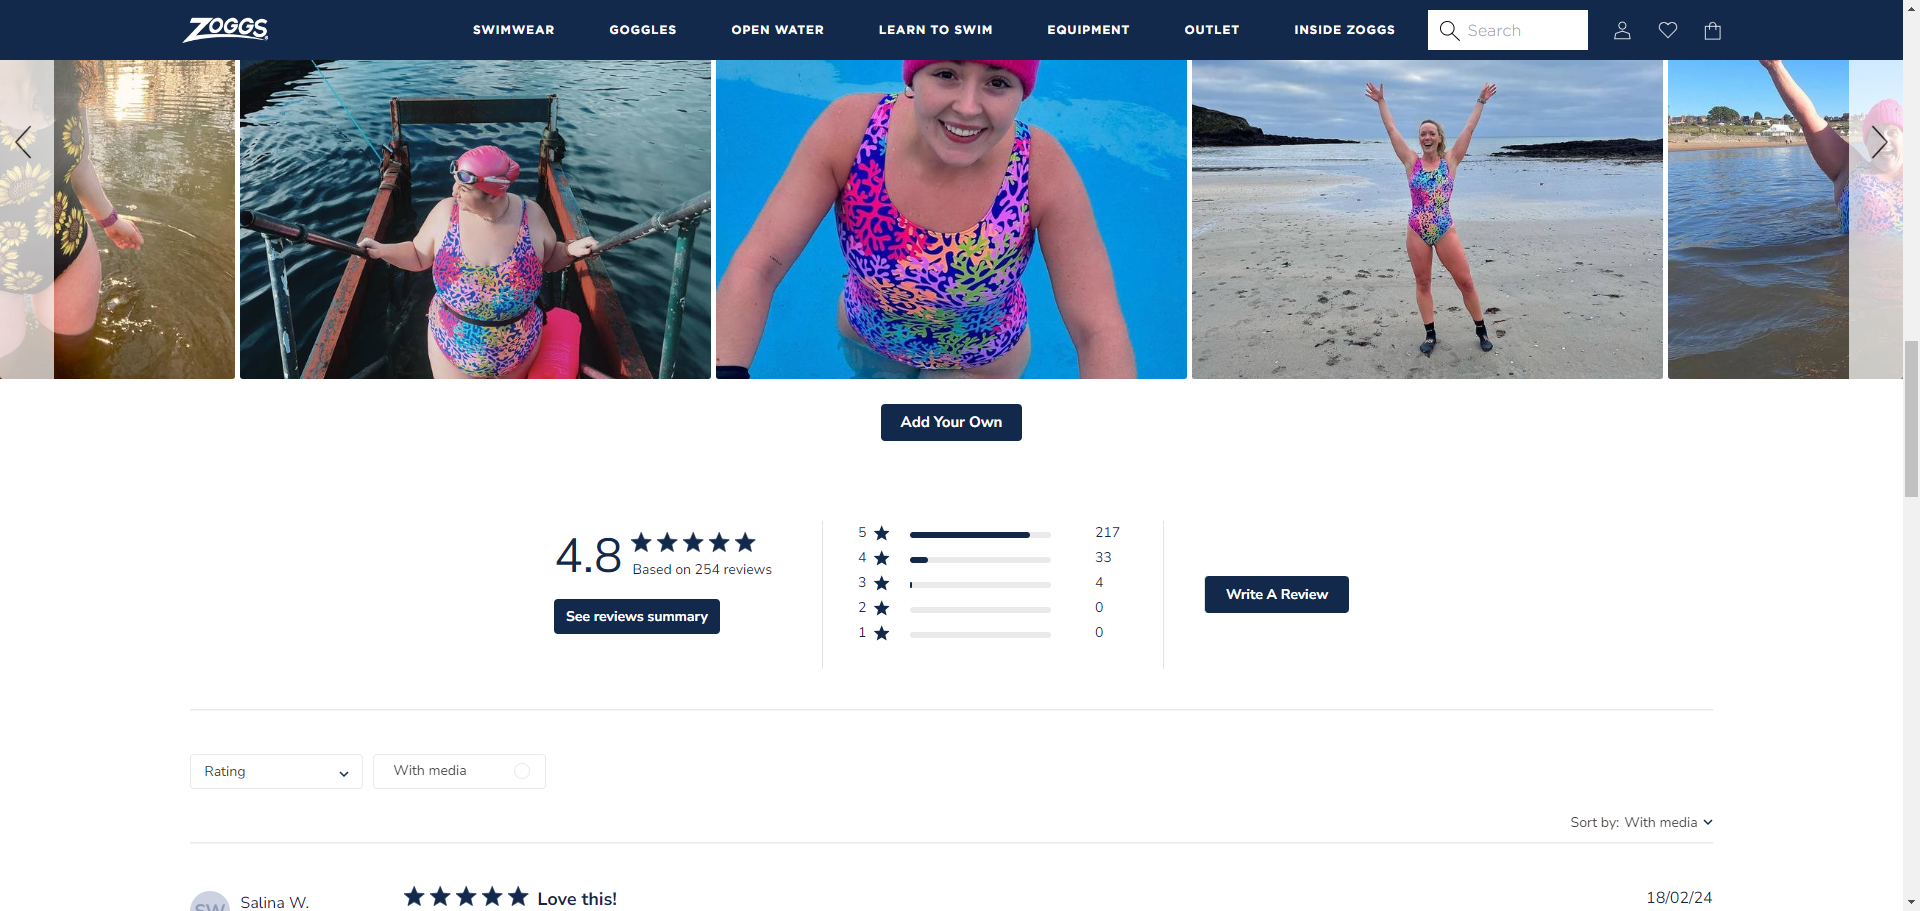 ZOGGS
SWIMWEAR GOGGLES OPEN WATER LEARN TO SWIM EQUIPMENT OUTLET INSIDE ZOGGS Search
Add Your Own
4.8
Based on 254 reviews
See reviews summary
5 217
4 33
3 4
2 0
1 0
Write A Review
Rating With media
Sort by: With media
SW Salina W. Love this! 18/02/24